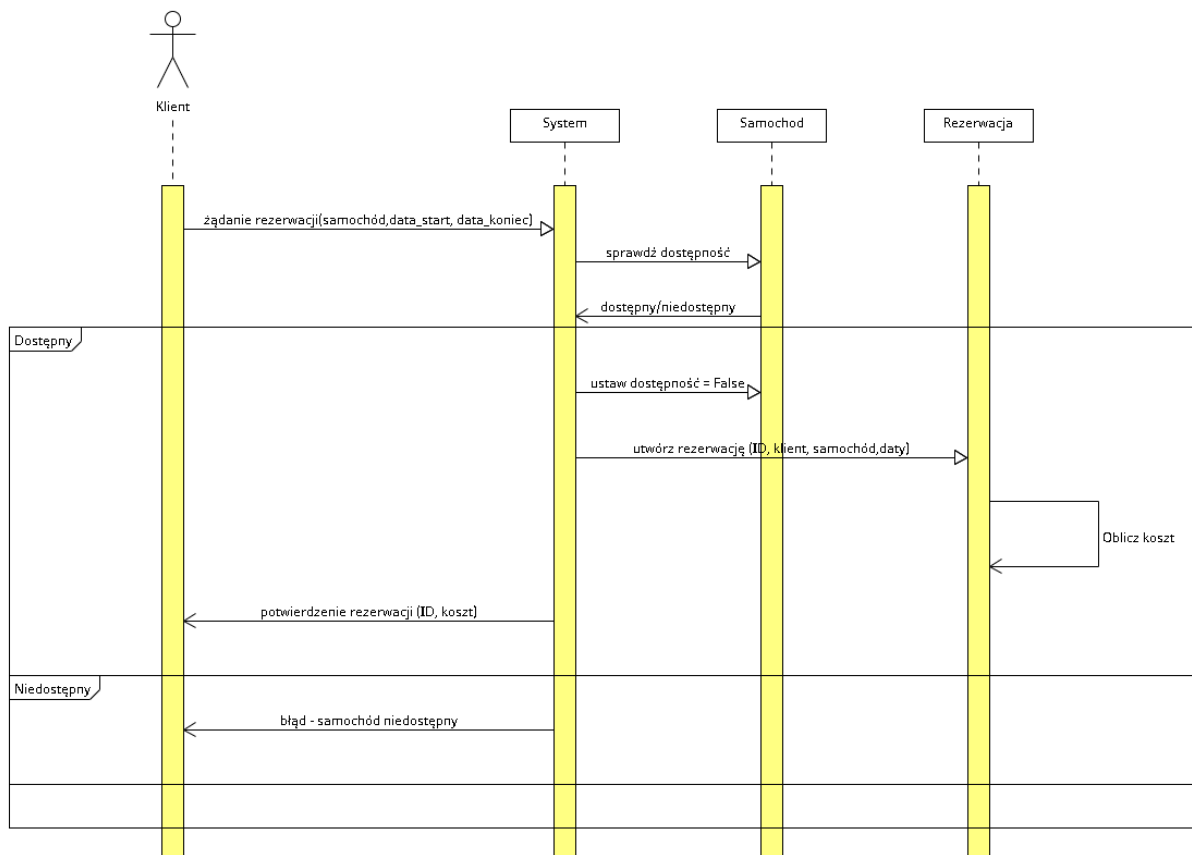 Klient
System
Samochod
Rezerwacja
żądanie rezerwacji(samochód,data_start, data_koniec)
sprawdź dostępność
dostępny/niedostępny
Dostępny
ustaw dostępność = False
utwórz rezerwację (ID, klient, samochód,daty)
Oblicz koszt
potwierdzenie rezerwacji (ID, koszt)
Niedostępny
błąd - samochód niedostępny